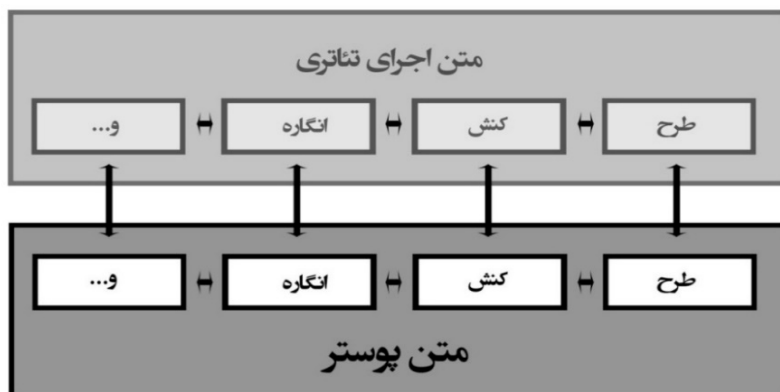 متن اجرای تئاتری
طرح
کنش
انگاره
و...
طرح
کنش
انگاره
و...
متن پوستر